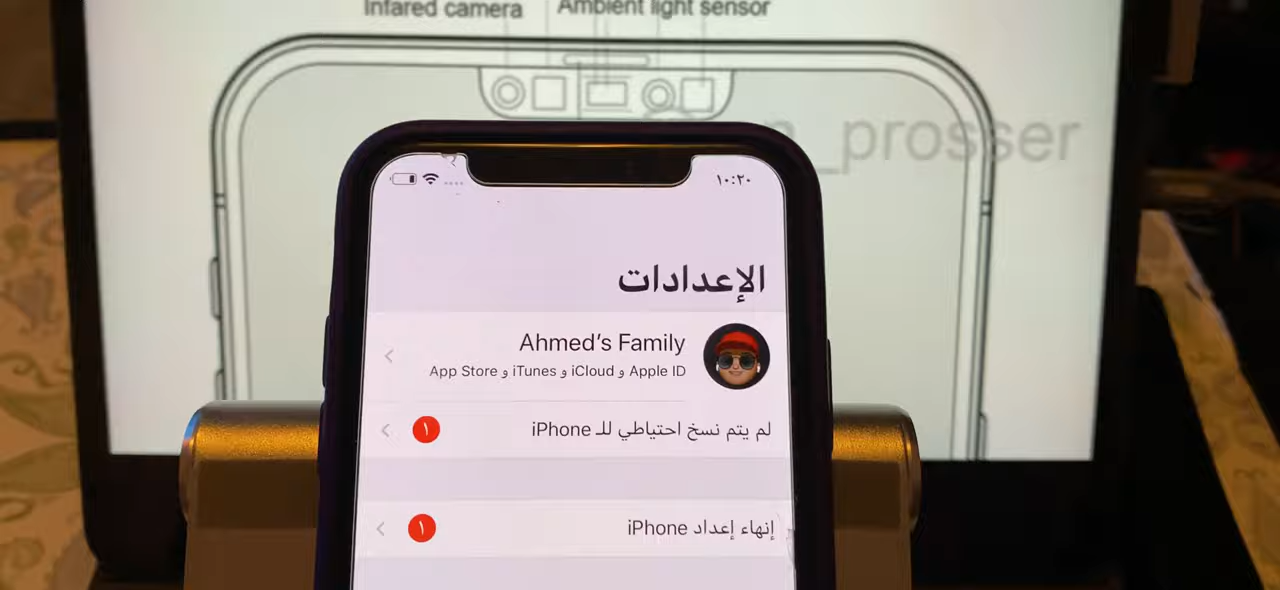 Infared camera
Ambient light sensor
_prosser
١٠:٢٠
الإعدادات
Ahmed's Family
Apple ID و iCloud و iTunes و App Store
لم يتم نسخ احتياطي للـ iPhone
١
إنهاء إعداد iPhone
١